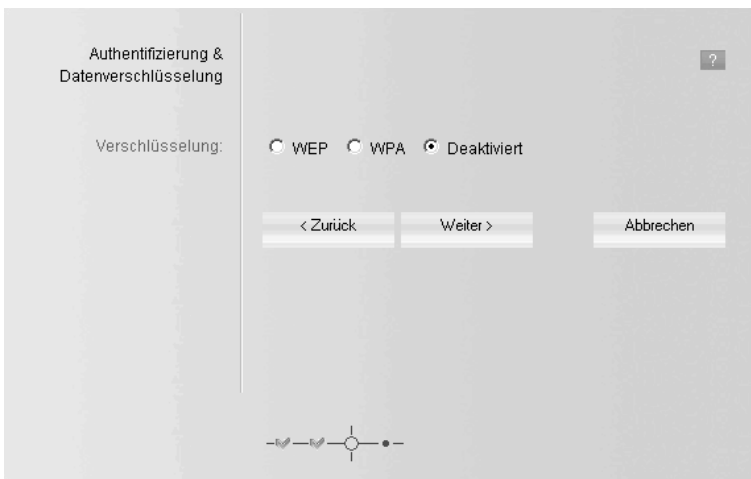 Authentifizierung &
Datenverschlüsselung
?
Verschlüsselung:
WEP WPA Deaktiviert
< Zurück Weiter > Abbrechen